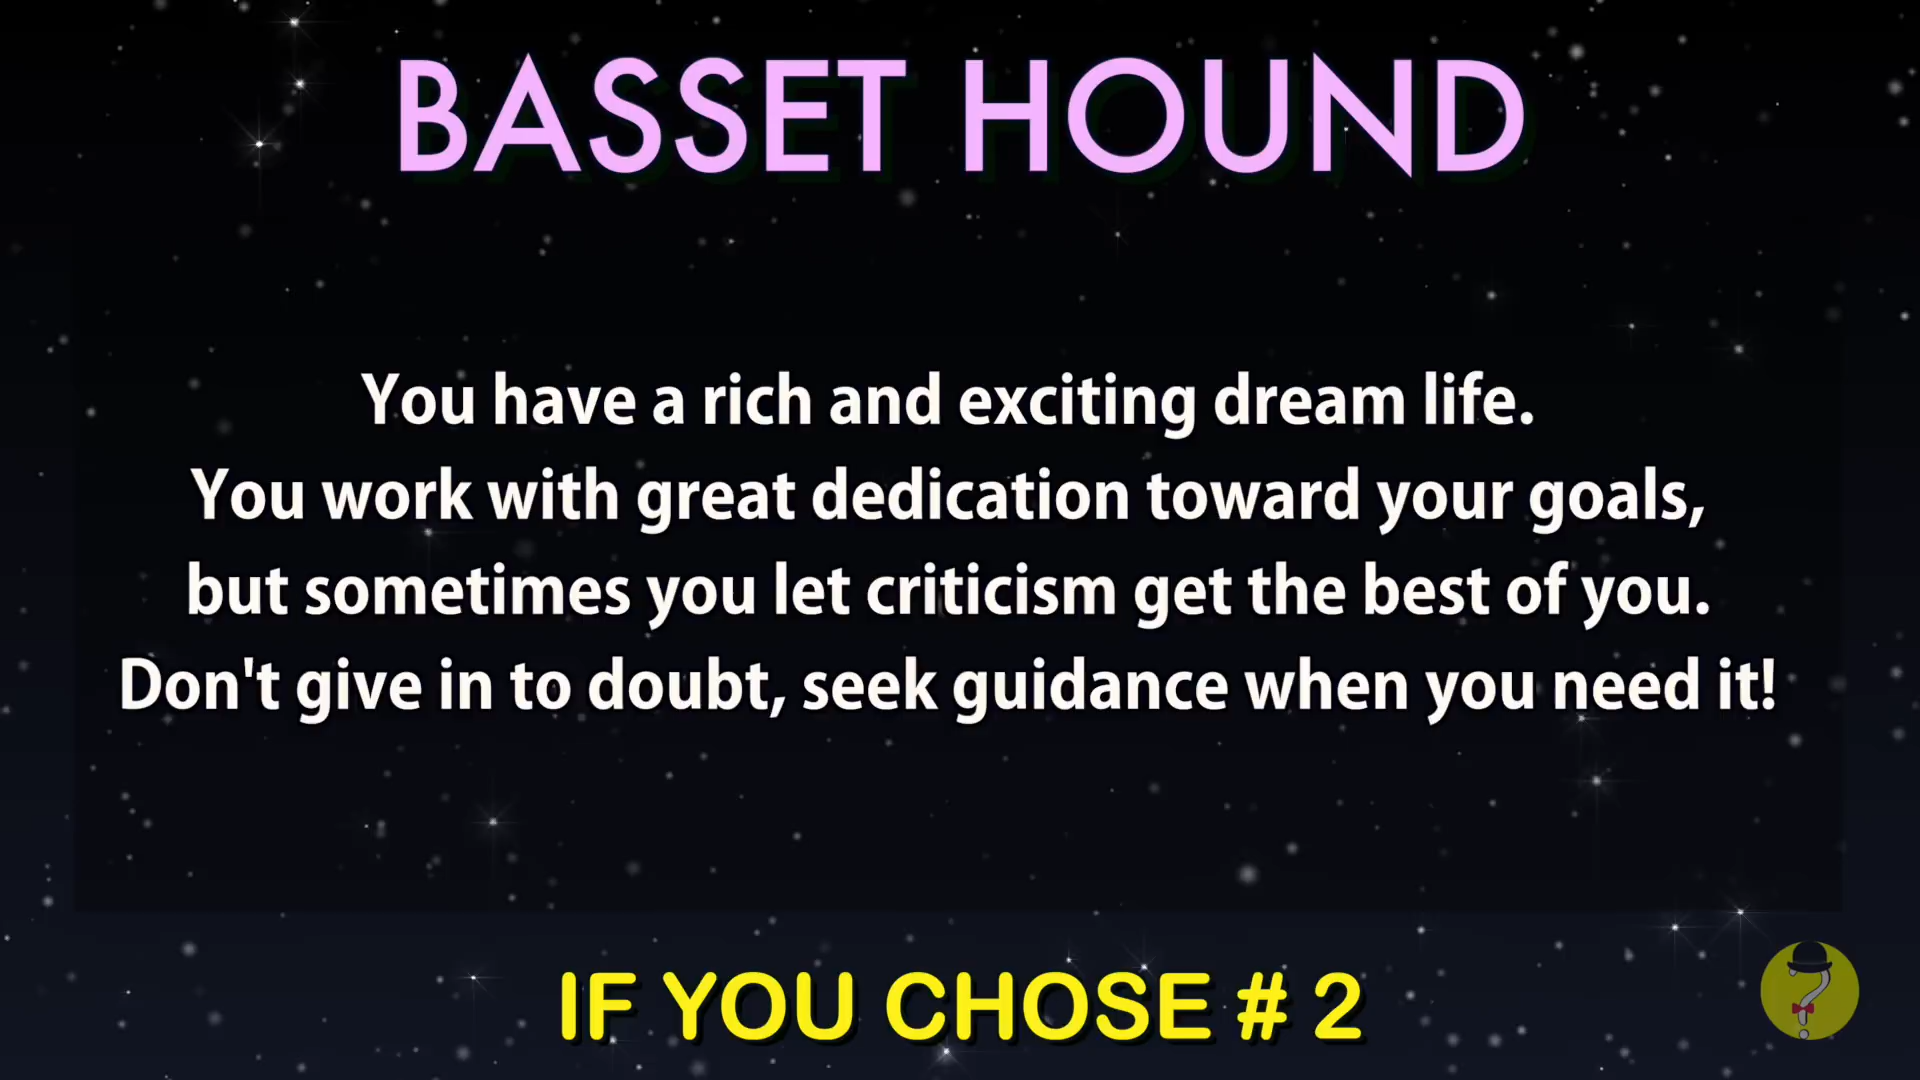 BASSET HOUND
You have a rich and exciting dream life.
You work with great dedication toward your goals,
but sometimes you let criticism get the best of you.
Don't give in to doubt, seek guidance when you need it!
IF YOU CHOSE # 2